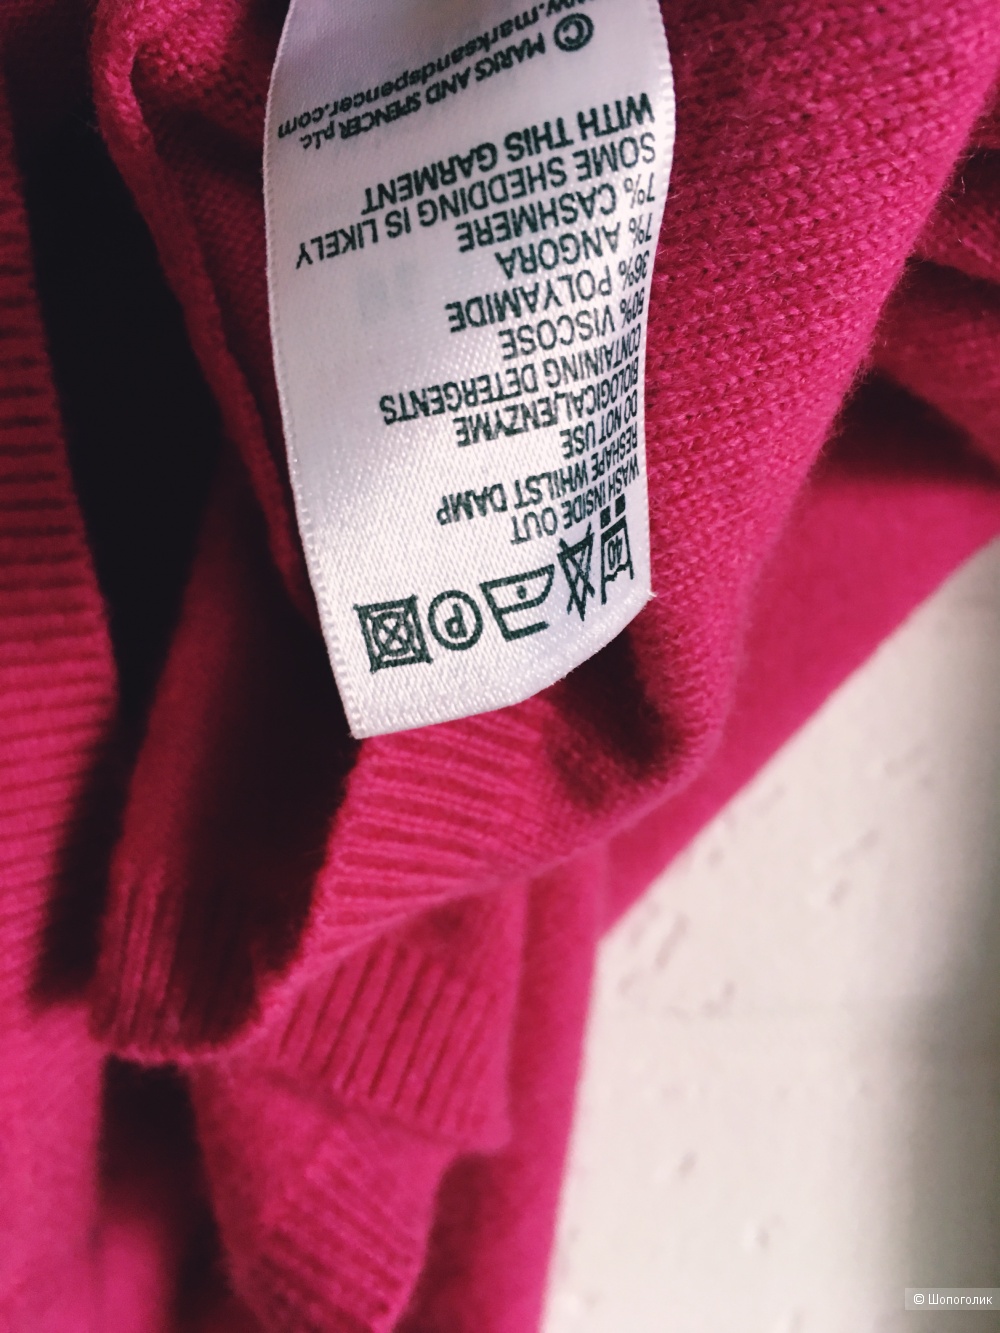 40
P
WASH INSIDE OUT
RESHAPE WHILST DAMP
DO NOT USE
BIOLOGICAL/ENZYME
CONTAINING DETERGENTS
50% VISCOSE
36% POLYAMIDE
7% ANGORA
7% CASHMERE
SOME SHEDDING IS LIKELY
WITH THIS GARMENT
© MARKS AND SPENCER p.l.c.
www.marksandspencer.com
© Шопоголик